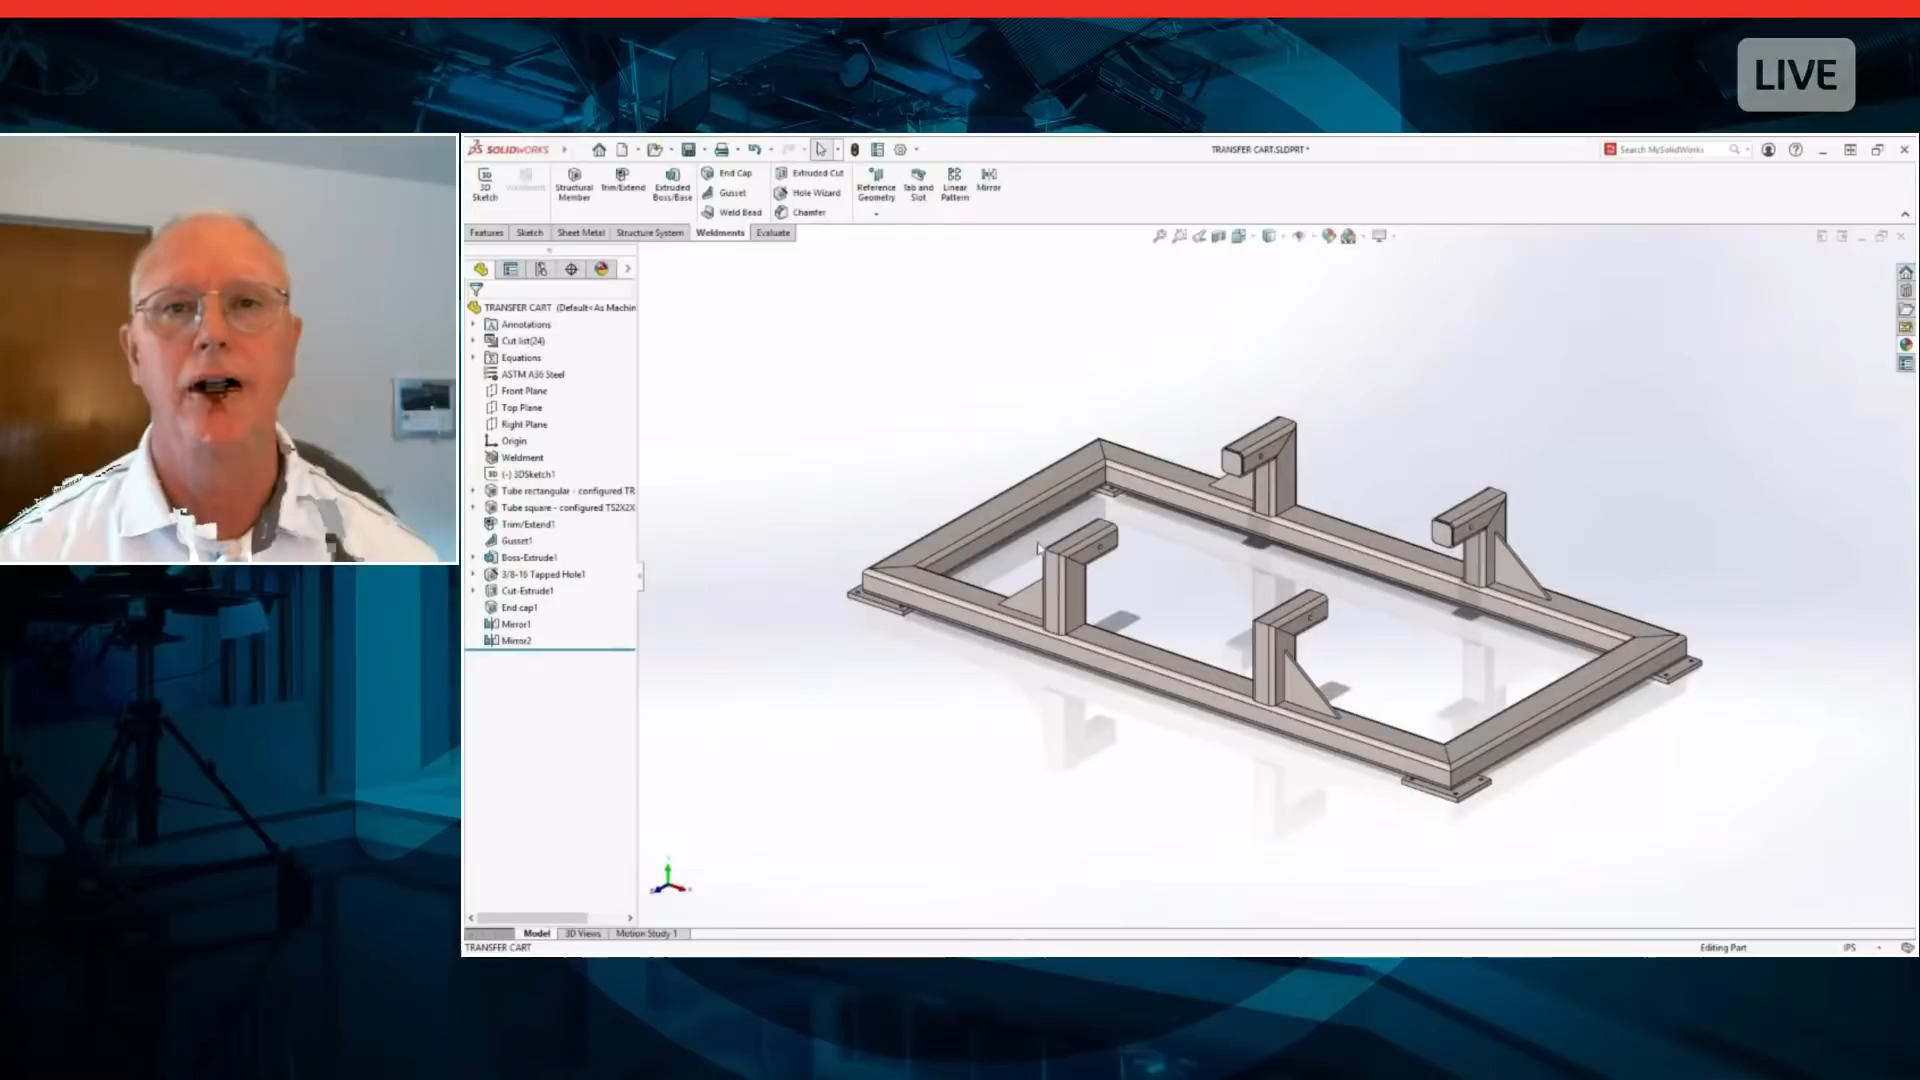 LIVE
SOLIDWORKS
TRANSFER CART.SLDPRT *
Search MySolidWorks
3D Sketch
Weldment
Structural Member
Trim/Extend
Extruded Boss/Base
End Cap
Gusset
Weld Bead
Extruded Cut
Hole Wizard
Chamfer
Reference Geometry
Tab and Slot
Linear Pattern
Mirror
Features
Sketch
Sheet Metal
Structure System
Weldments
Evaluate
TRANSFER CART (Default<As Machin
Annotations
Cut list(24)
Equations
ASTM A36 Steel
Front Plane
Top Plane
Right Plane
Origin
Weldment
(-) 3DSketch1
Tube rectangular - configured TR
Tube square - configured TS2X2X
Trim/Extend1
Gusset1
Boss-Extrude1
3/8-16 Tapped Hole1
Cut-Extrude1
End cap1
Mirror1
Mirror2
Model
3D Views
Motion Study 1
TRANSFER CART
Editing Part
IPS